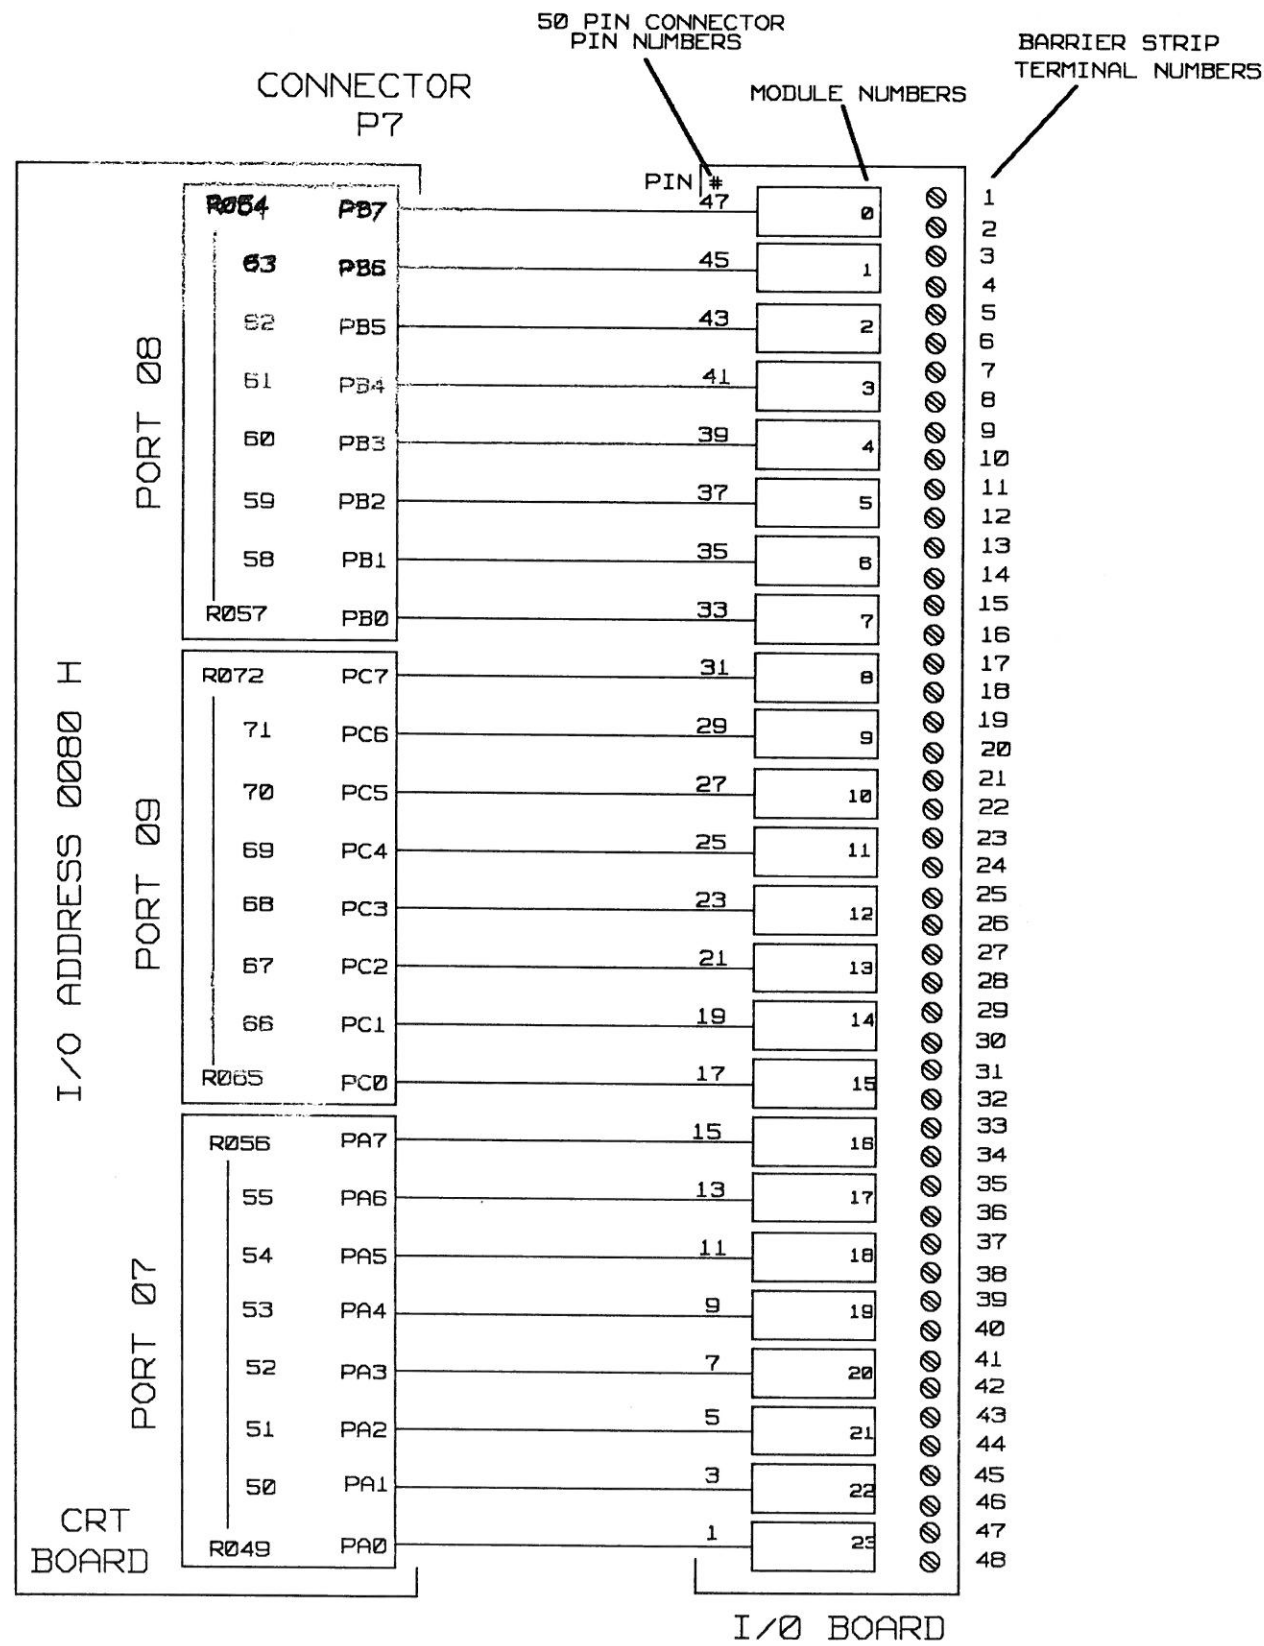 50 PIN CONNECTOR
PIN NUMBERS
BARRIER STRIP
TERMINAL NUMBERS
MODULE NUMBERS
CONNECTOR
P7
PIN #
PB7 47 0 1
2
63 PB6 45 1 3
4
62 PB5 43 2 5
6
61 PB4 41 3 7
8
60 PB3 39 4 9
10
59 PB2 37 5 11
12
58 PB1 35 6 13
14
R057 PB0 33 7 15
16
PORT 08
R072 PC7 31 8 17
18
71 PC6 29 9 19
20
70 PC5 27 10 21
22
69 PC4 25 11 23
24
68 PC3 23 12 25
26
67 PC2 21 13 27
28
66 PC1 19 14 29
30
R065 PC0 17 15 31
32
PORT 09
I/O ADDRESS 0080 H
R056 PA7 15 16 33
34
55 PA6 13 17 35
36
54 PA5 11 18 37
38
53 PA4 9 19 39
40
52 PA3 7 20 41
42
51 PA2 5 21 43
44
50 PA1 3 22 45
46
R049 PA0 1 23 47
48
PORT 07
CRT
BOARD
I/O BOARD